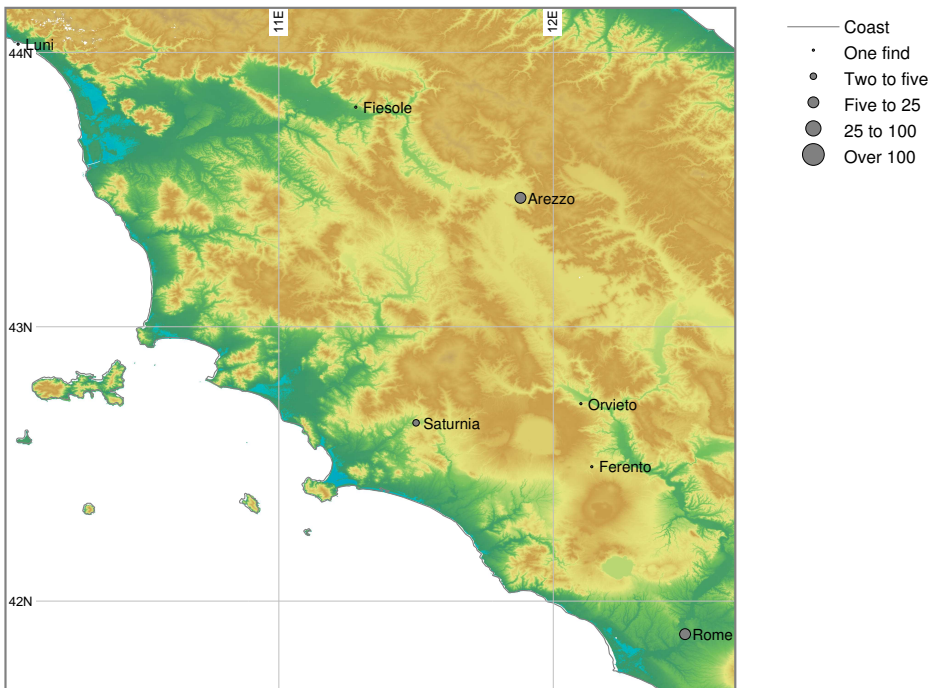 11E
12E
Luni
44N
Fiesole
Arezzo
43N
Orvieto
Saturnia
Ferento
42N
Rome
Coast
One find
Two to five
Five to 25
25 to 100
Over 100